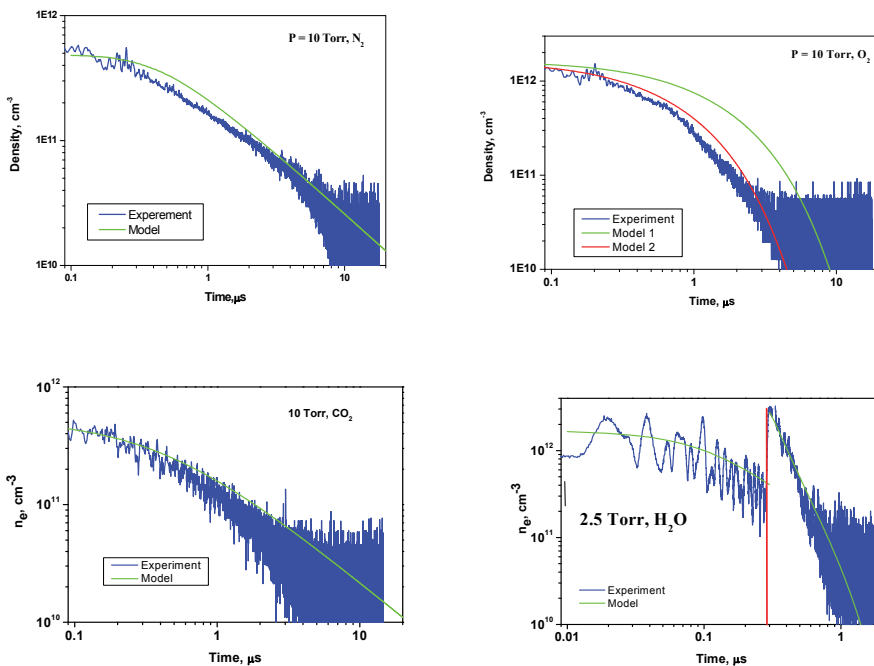 P = 10 Torr, N2
1E12
1E11
1E10
Density, cm-3
Experement
Model
0.1
1
10
Time,μs
P = 10 Torr, O2
1E12
1E11
1E10
Density, cm-3
Experiment
Model 1
Model 2
0.1
1
10
Time, μs
10 Torr, CO2
10^12
10^11
10^10
ne, cm-3
Experiment
Model
0.1
1
10
Time, μs
10^12
10^11
10^10
ne, cm-3
2.5 Torr, H2O
Experiment
Model
0.01
0.1
1
Time, μs